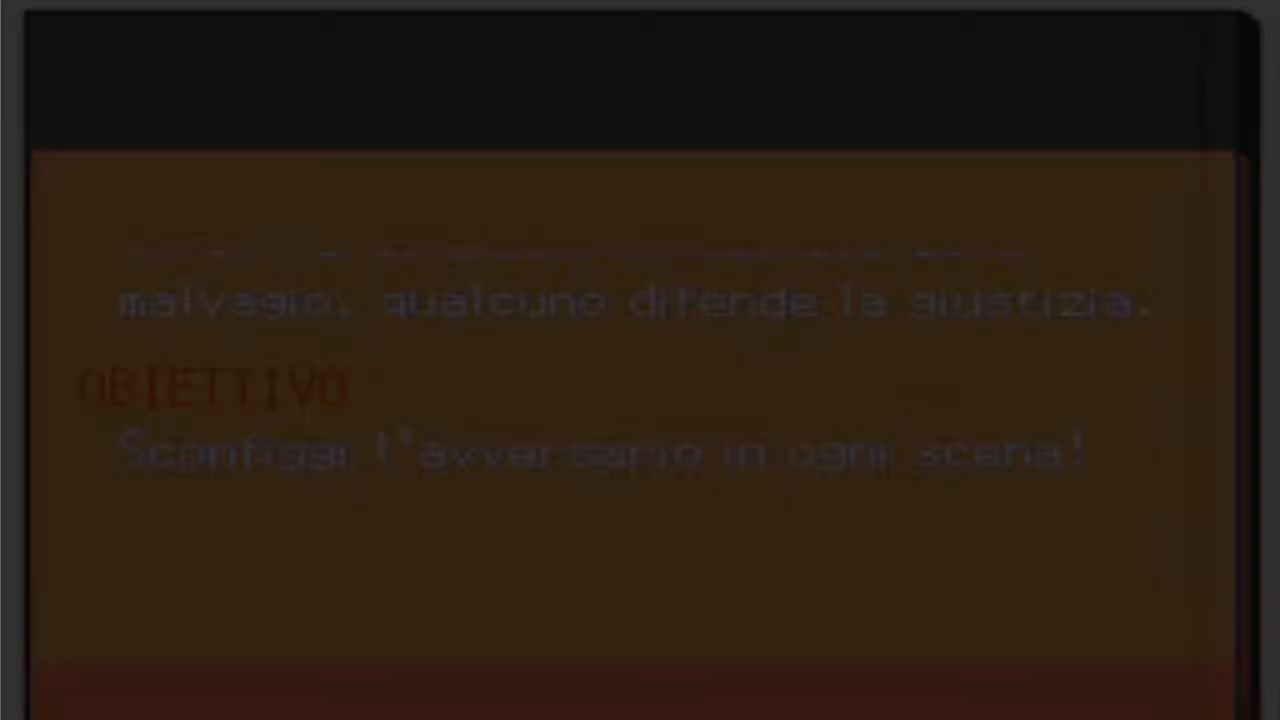 malvagio, qualcuno difende la giustizia.
OBIETTIVO
Sconfiggi l'avversario in ogni scena!